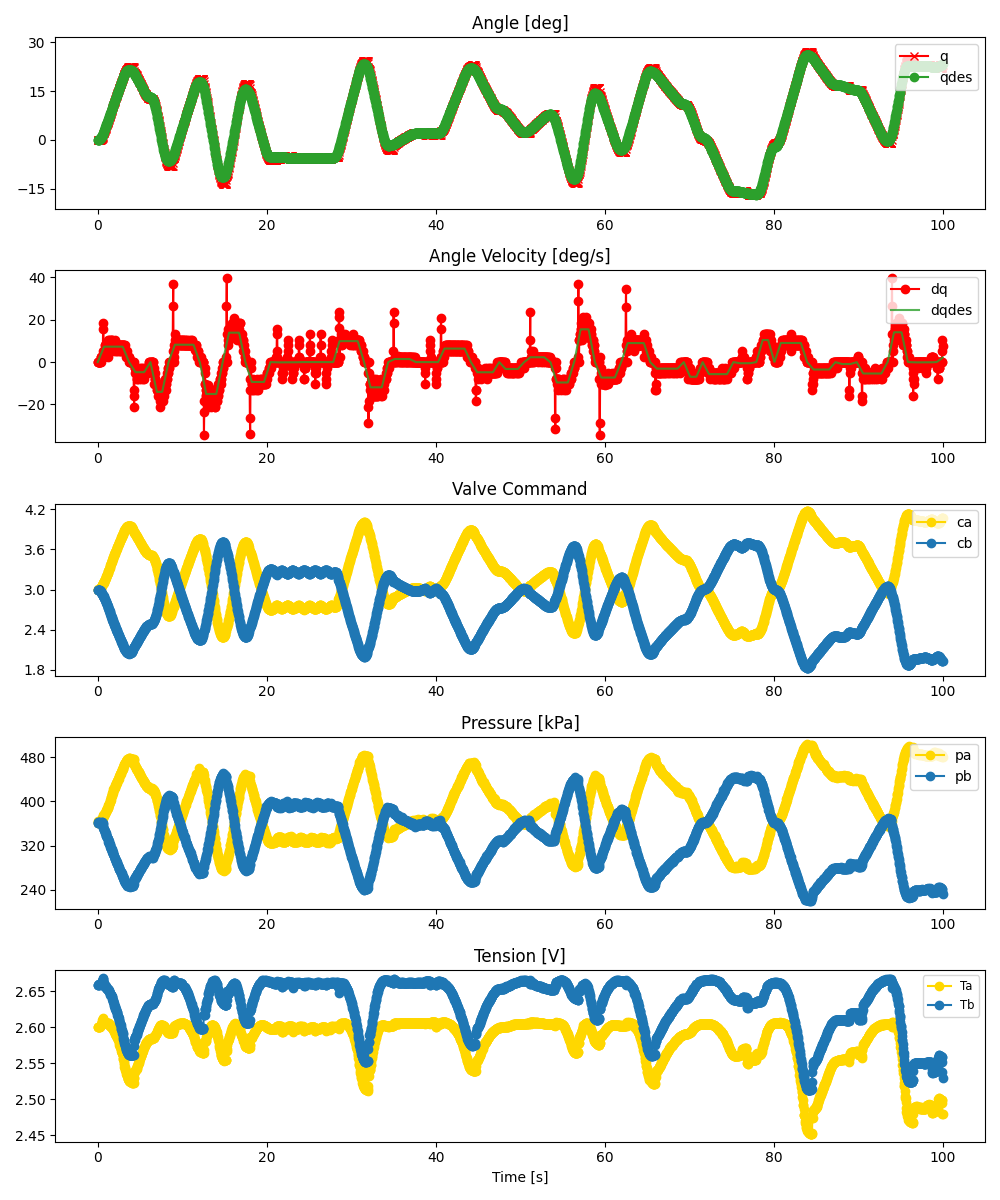 Angle [deg]
30
15
0
−15
q
qdes
0 20 40 60 80 100
Angle Velocity [deg/s]
40
20
0
−20
dq
dqdes
0 20 40 60 80 100
Valve Command
4.2
3.6
3.0
2.4
1.8
ca
cb
0 20 40 60 80 100
Pressure [kPa]
480
400
320
240
pa
pb
0 20 40 60 80 100
Tension [V]
2.65
2.60
2.55
2.50
2.45
Ta
Tb
0 20 40 60 80 100
Time [s]